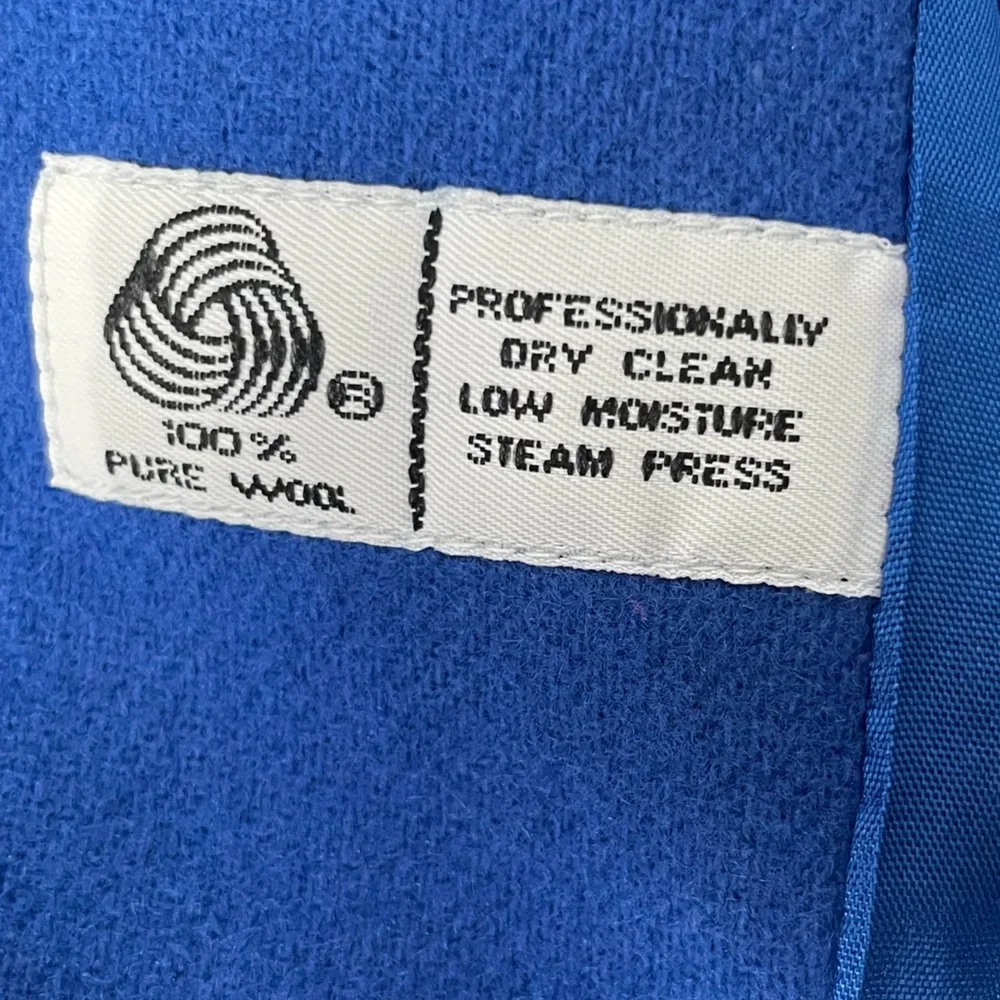 ®
100%
PURE WOOL
PROFESSIONALLY
DRY CLEAN
LOW MOISTURE
STEAM PRESS